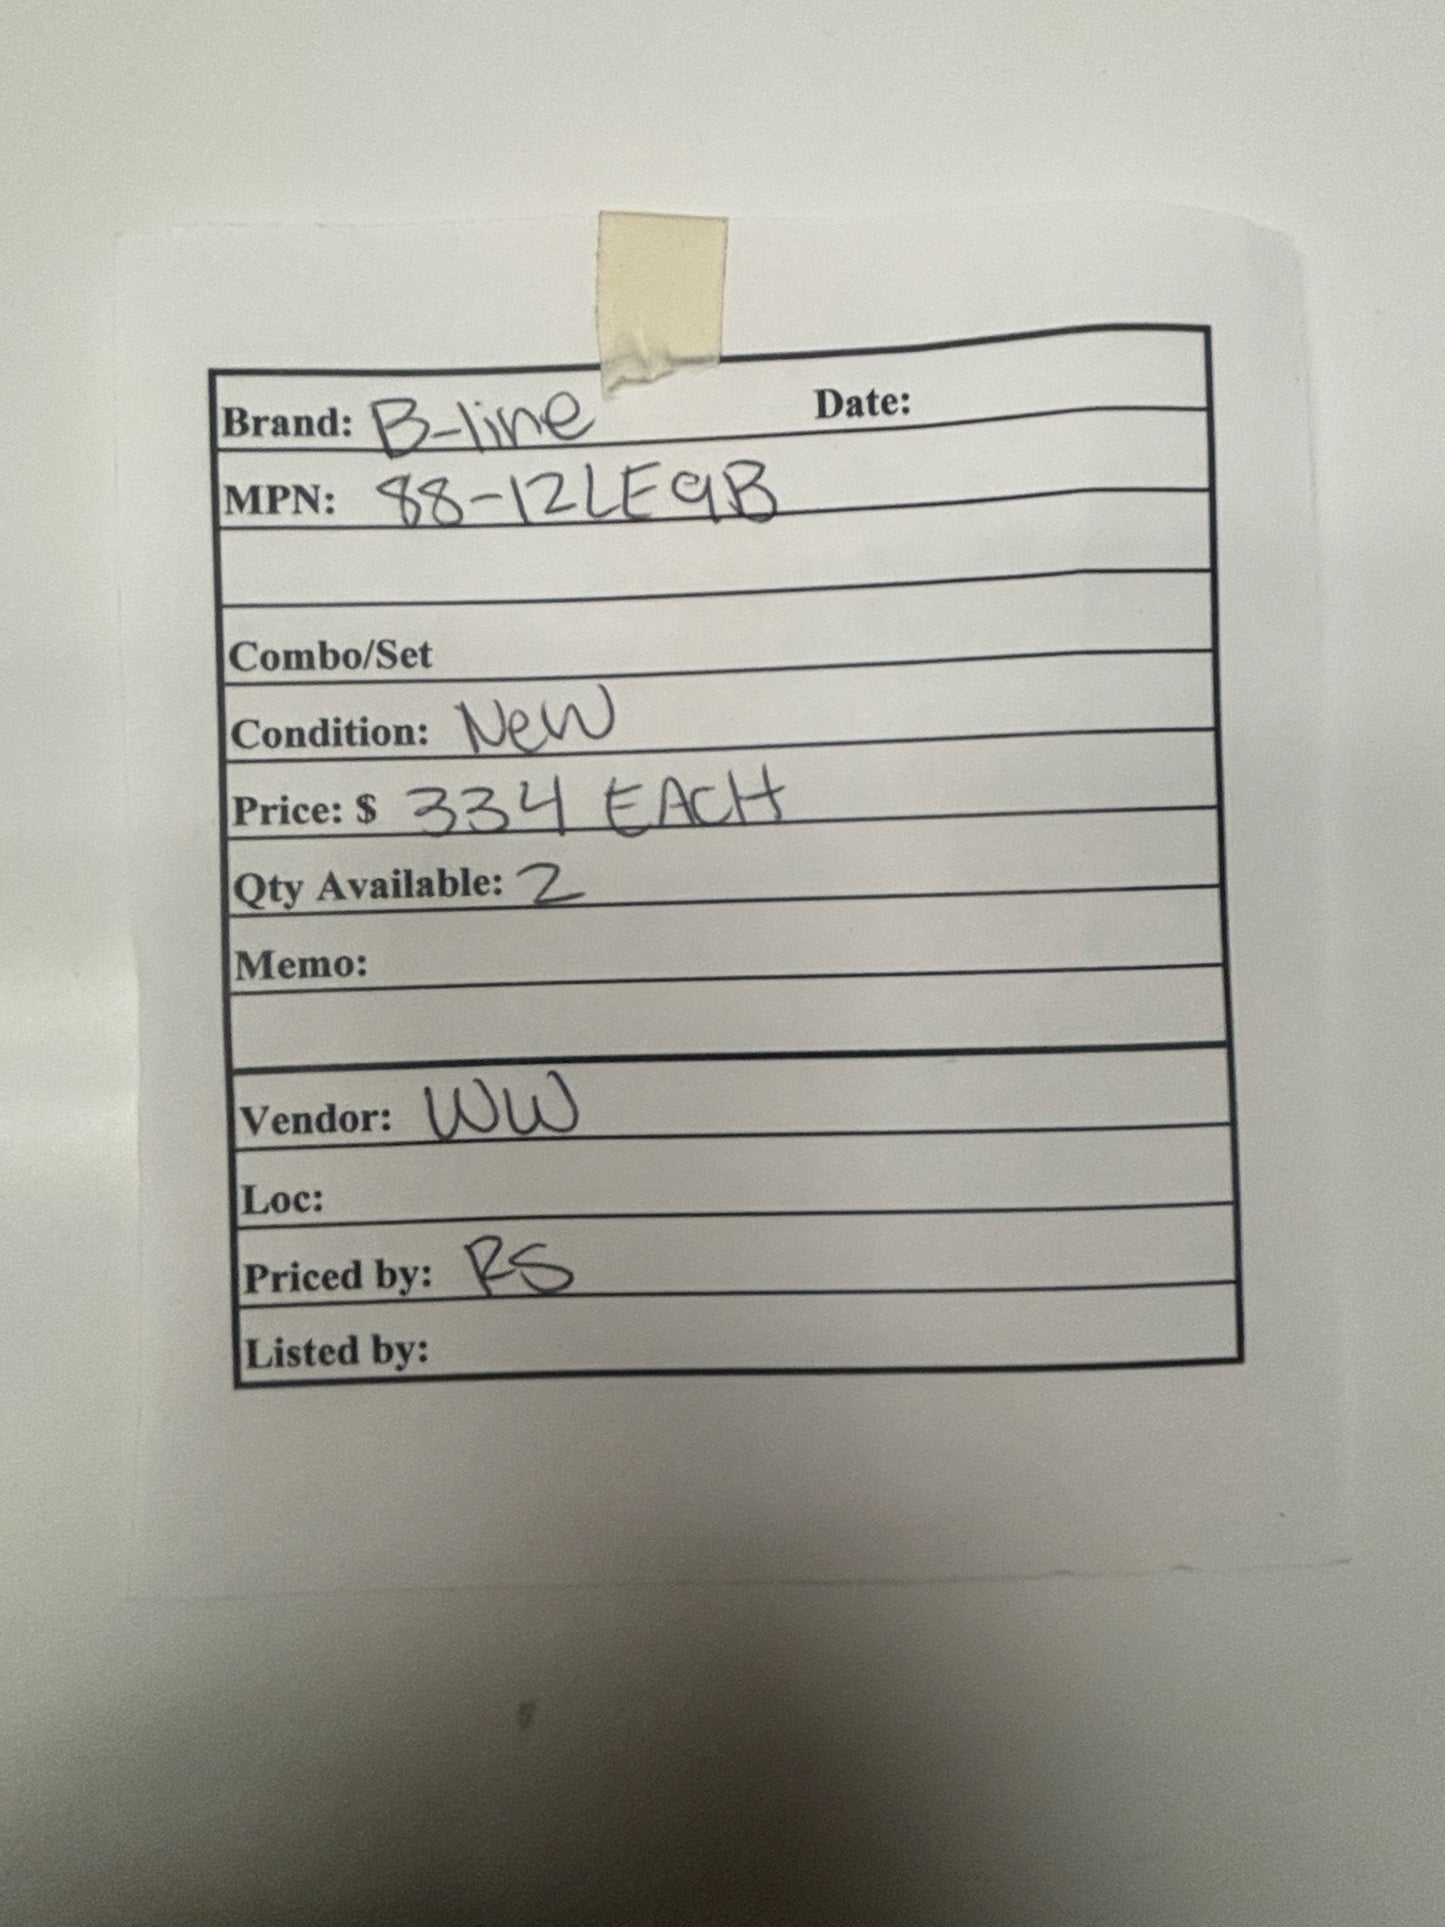 Brand: B-line Date:
MPN: 88-12LE9B
Combo/Set
Condition: New
Price: $ 334 EACH
Qty Available: 2
Memo:
Vendor: WW
Loc:
Priced by: RS
Listed by: